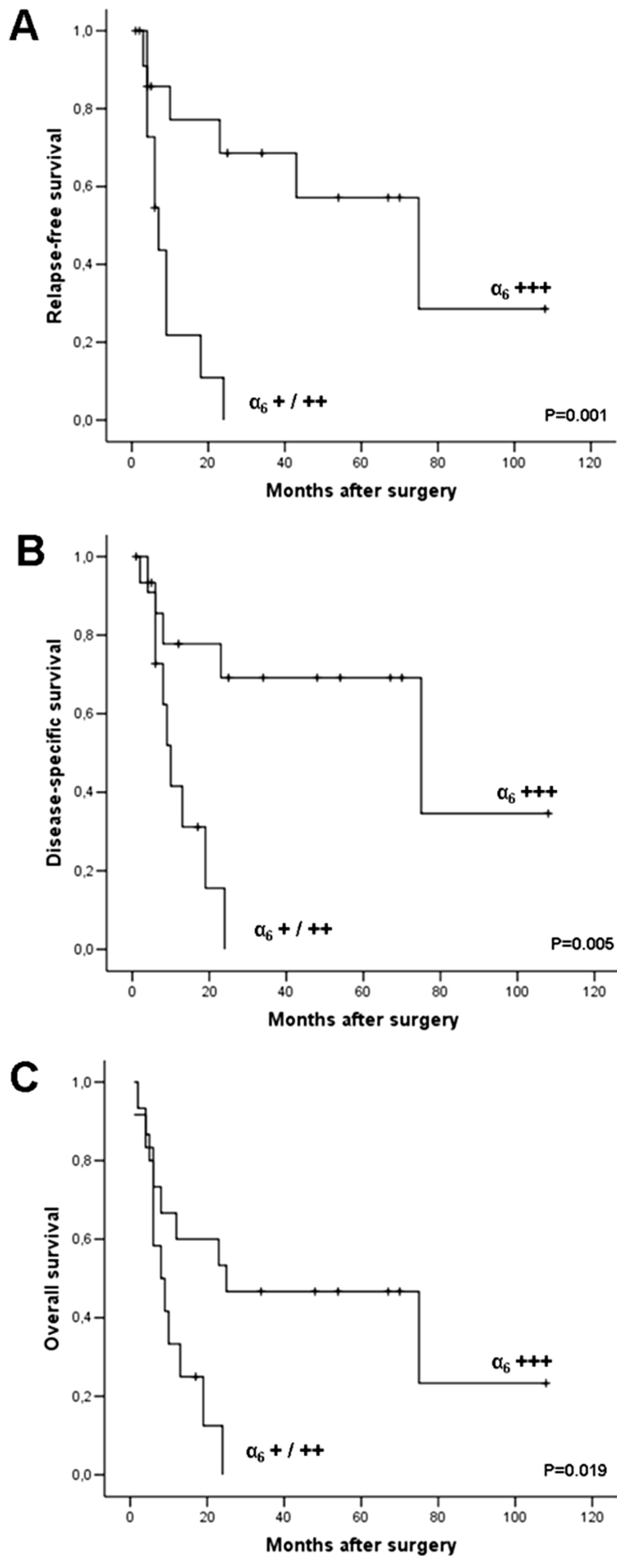 A
Relapse-free survival
1,0
0,8
0,6
0,4
0,2
0,0
α6 +++
α6 + / ++
P=0.001
0 20 40 60 80 100 120
Months after surgery
B
Disease-specific survival
1,0
0,8
0,6
0,4
0,2
0,0
α6 +++
α6 + / ++
P=0.005
0 20 40 60 80 100 120
Months after surgery
C
Overall survival
1,0
0,8
0,6
0,4
0,2
0,0
α6 +++
α6 + / ++
P=0.019
0 20 40 60 80 100 120
Months after surgery